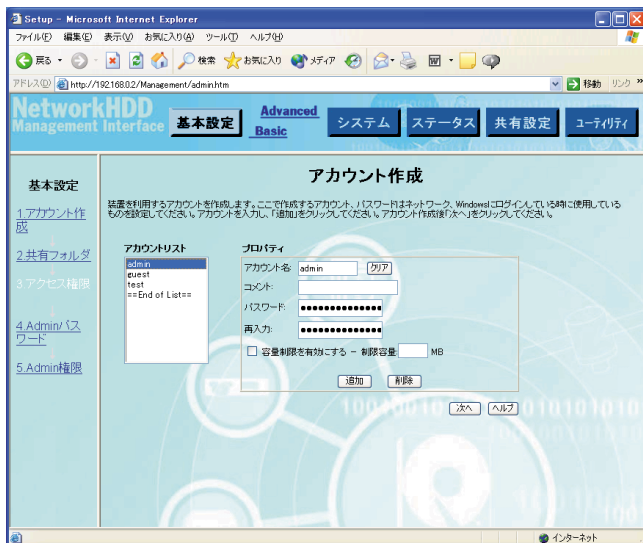 Setup - Microsoft Internet Explorer
ファイル(F) 編集(E) 表示(V) お気に入り(A) ツール(T) ヘルプ(H)
戻る 検索 お気に入り メディア
アドレス(D) http://192.168.0.2/Management/admin.htm 移動 リンク »
NetworkHDD
Management Interface
基本設定
Advanced
Basic
システム
ステータス
共有設定
ユーティリティ
基本設定
1.アカウント作
成
2.共有フォルダ
3.アクセス権限
4.Adminパス
ワード
5.Admin権限
アカウント作成
装置を利用するアカウントを作成します。ここで作成するアカウント、パスワードはネットワーク、Windowsにログインしている時に使用している
ものを設定してください。アカウントを入力し、「追加」をクリックしてください。アカウント作成後「次へ」をクリックしてください。
アカウントリスト
admin
guest
test
==End of List==
プロパティ
アカウント名: admin クリア
コメント:
パスワード: ●●●●●●●●●●●●●●
再入力: ●●●●●●●●●●●●●●
容量制限を有効にする - 制限容量: MB
追加 削除
次へ ヘルプ
インターネット